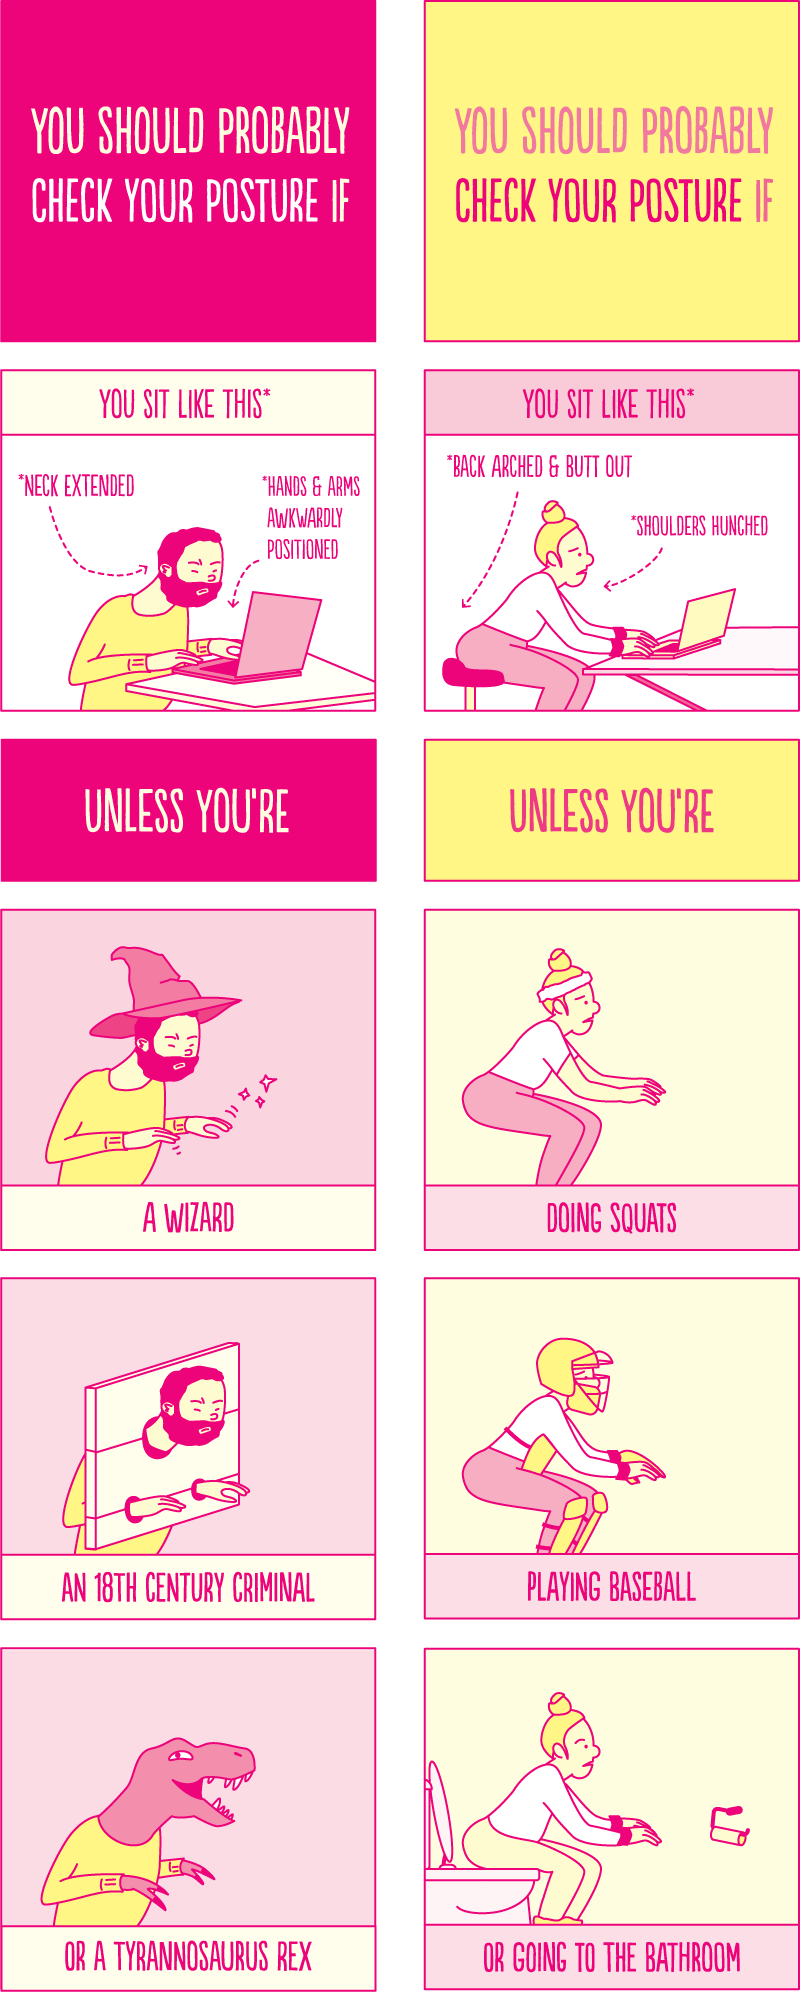 YOU SHOULD PROBABLY
CHECK YOUR POSTURE IF
YOU SIT LIKE THIS*
*NECK EXTENDED
*HANDS & ARMS
AWKWARDLY
POSITIONED
UNLESS YOU'RE
A WIZARD
AN 18TH CENTURY CRIMINAL
OR A TYRANNOSAURUS REX
YOU SHOULD PROBABLY
CHECK YOUR POSTURE IF
YOU SIT LIKE THIS*
*BACK ARCHED & BUTT OUT
*SHOULDERS HUNCHED
UNLESS YOU'RE
DOING SQUATS
PLAYING BASEBALL
OR GOING TO THE BATHROOM